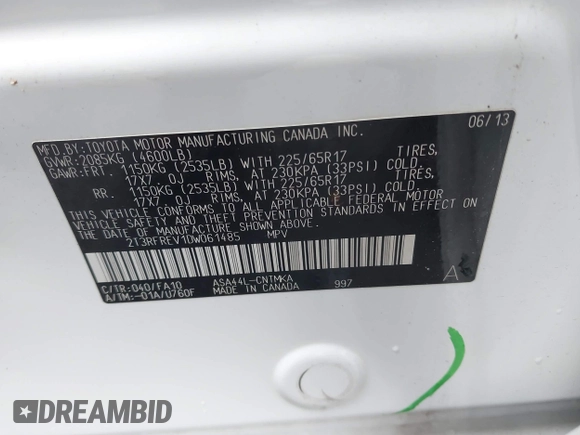 MFD.BY:TOYOTA MOTOR MANUFACTURING CANADA INC. 06/13
GVWR:2085KG (4600LB)
GAWR:FRT. 1150KG (2535LB) WITH 225/65R17 TIRES,
17X7 0J RIMS, AT 230KPA (33PSI) COLD.
RR. 1150KG (2535LB) WITH 225/65R17 TIRES,
17X7 0J RIMS, AT 230KPA (33PSI) COLD.
THIS VEHICLE CONFORMS TO ALL APPLICABLE FEDERAL MOTOR
VEHICLE SAFETY AND THEFT PREVENTION STANDARDS IN EFFECT ON
THE DATE OF MANUFACTURE SHOWN ABOVE.
2T3RFREV1DW061485 MPV
C/TR:040/FA10 ASA44L-CNTMKA A
A/TM:-01A/U760F MADE IN CANADA 997
DREAMBID